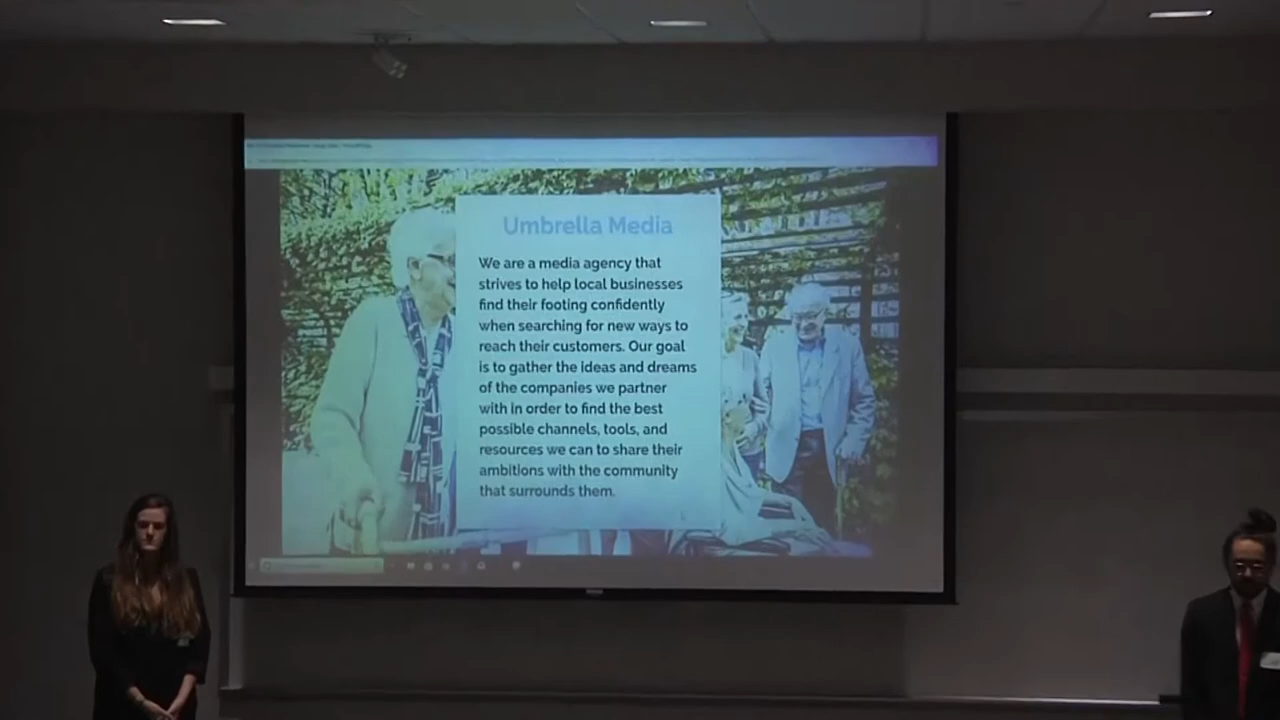 Umbrella Media
We are a media agency that
strives to help local businesses
find their footing confidently
when searching for new ways to
reach their customers. Our goal
is to gather the ideas and dreams
of the companies we partner
with in order to find the best
possible channels, tools, and
resources we can to share their
ambitions with the community
that surrounds them.